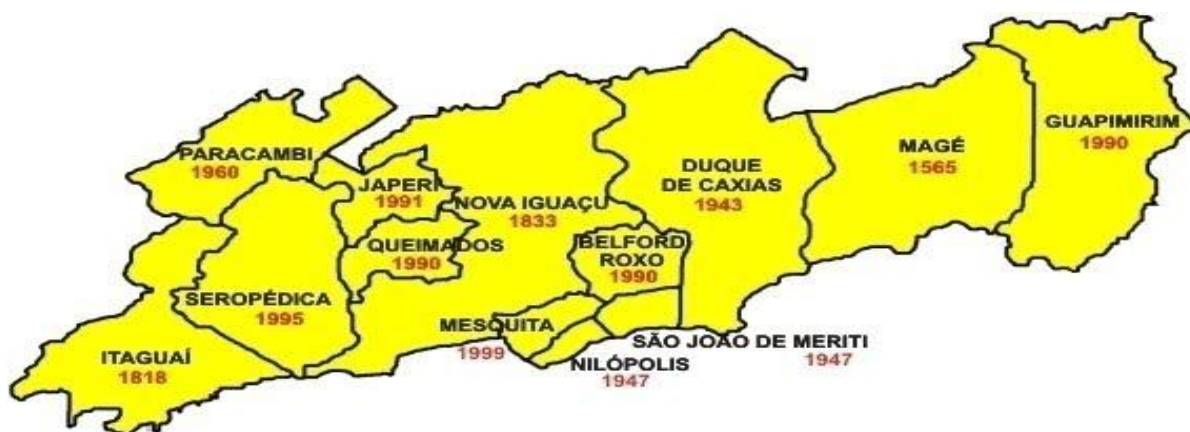 PARACAMBI
1960
JAPERI
1991
NOVA IGUAÇU
1833
DUQUE
DE CAXIAS
1943
MAGÉ
1565
GUAPIMIRIM
1990
QUEIMADOS
1990
BELFORD
ROXO
1990
SEROPÉDICA
1995
MESQUITA
1999
SÃO JOÃO DE MERITI
1947
NILÓPOLIS
1947
ITAGUAÍ
1818